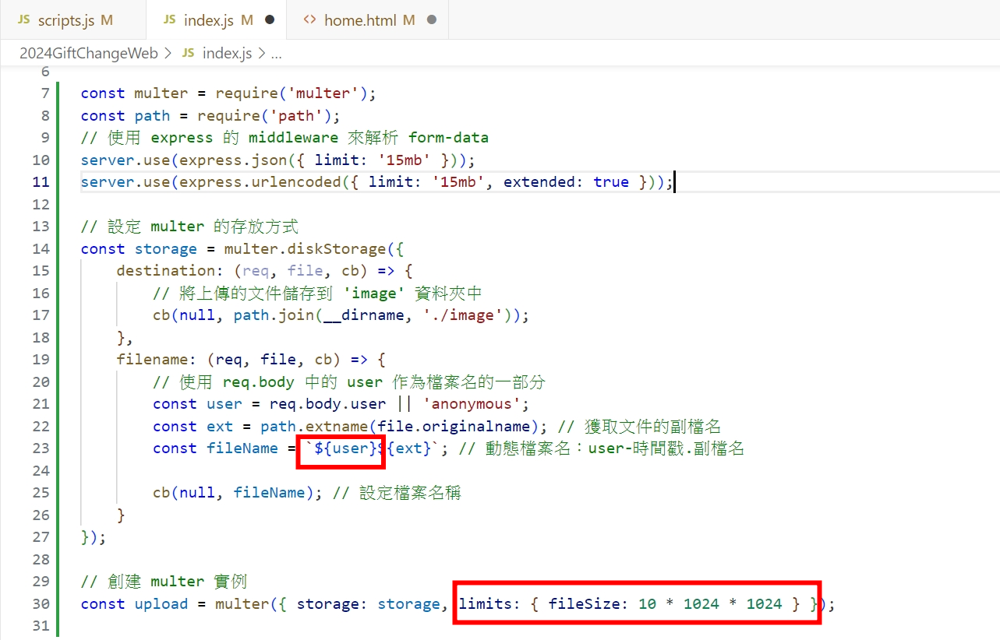 JS scripts.js M
JS index.js M ●
<> home.html M ●
2024GiftChangeWeb > JS index.js > ...
6
7 const multer = require('multer');
8 const path = require('path');
9 // 使用 express 的 middleware 來解析 form-data
10 server.use(express.json({ limit: '15mb' }));
11 server.use(express.urlencoded({ limit: '15mb', extended: true }));
12
13 // 設定 multer 的存放方式
14 const storage = multer.diskStorage({
15 destination: (req, file, cb) => {
16 // 將上傳的文件儲存到 'image' 資料夾中
17 cb(null, path.join(__dirname, './image'));
18 },
19 filename: (req, file, cb) => {
20 // 使用 req.body 中的 user 作為檔案名的一部分
21 const user = req.body.user || 'anonymous';
22 const ext = path.extname(file.originalname); // 獲取文件的副檔名
23 const fileName = `${user}${ext}`; // 動態檔案名：user-時間戳.副檔名
24
25 cb(null, fileName); // 設定檔案名稱
26 }
27 });
28
29 // 創建 multer 實例
30 const upload = multer({ storage: storage, limits: { fileSize: 10 * 1024 * 1024 } });
31